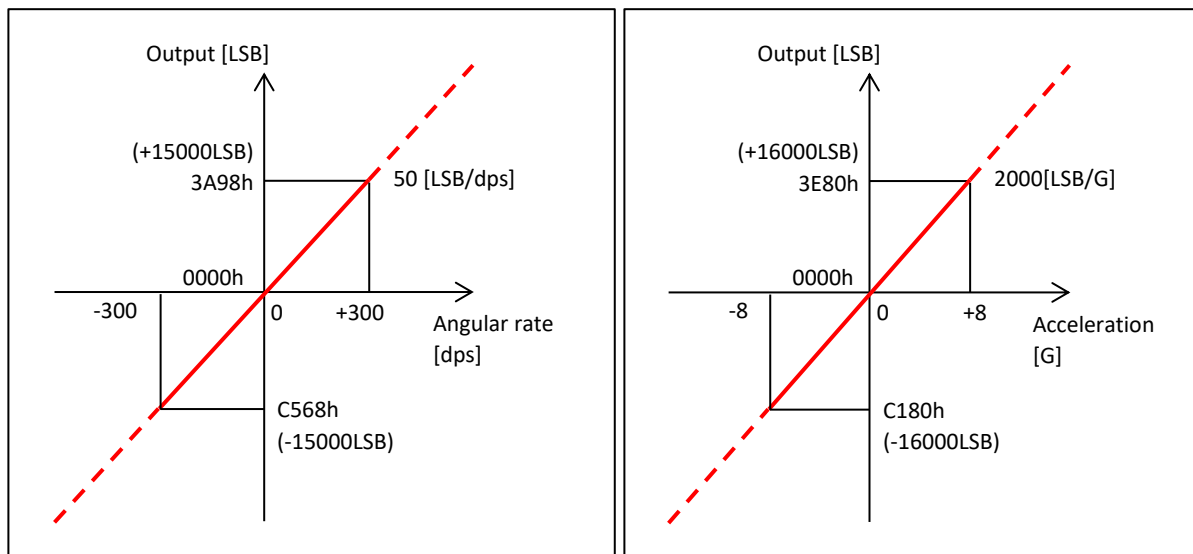 Output [LSB]
(+15000LSB)
3A98h
50 [LSB/dps]
0000h
-300
0
+300
Angular rate
[dps]
C568h
(-15000LSB)
Output [LSB]
(+16000LSB)
3E80h
2000[LSB/G]
0000h
-8
0
+8
Acceleration
[G]
C180h
(-16000LSB)